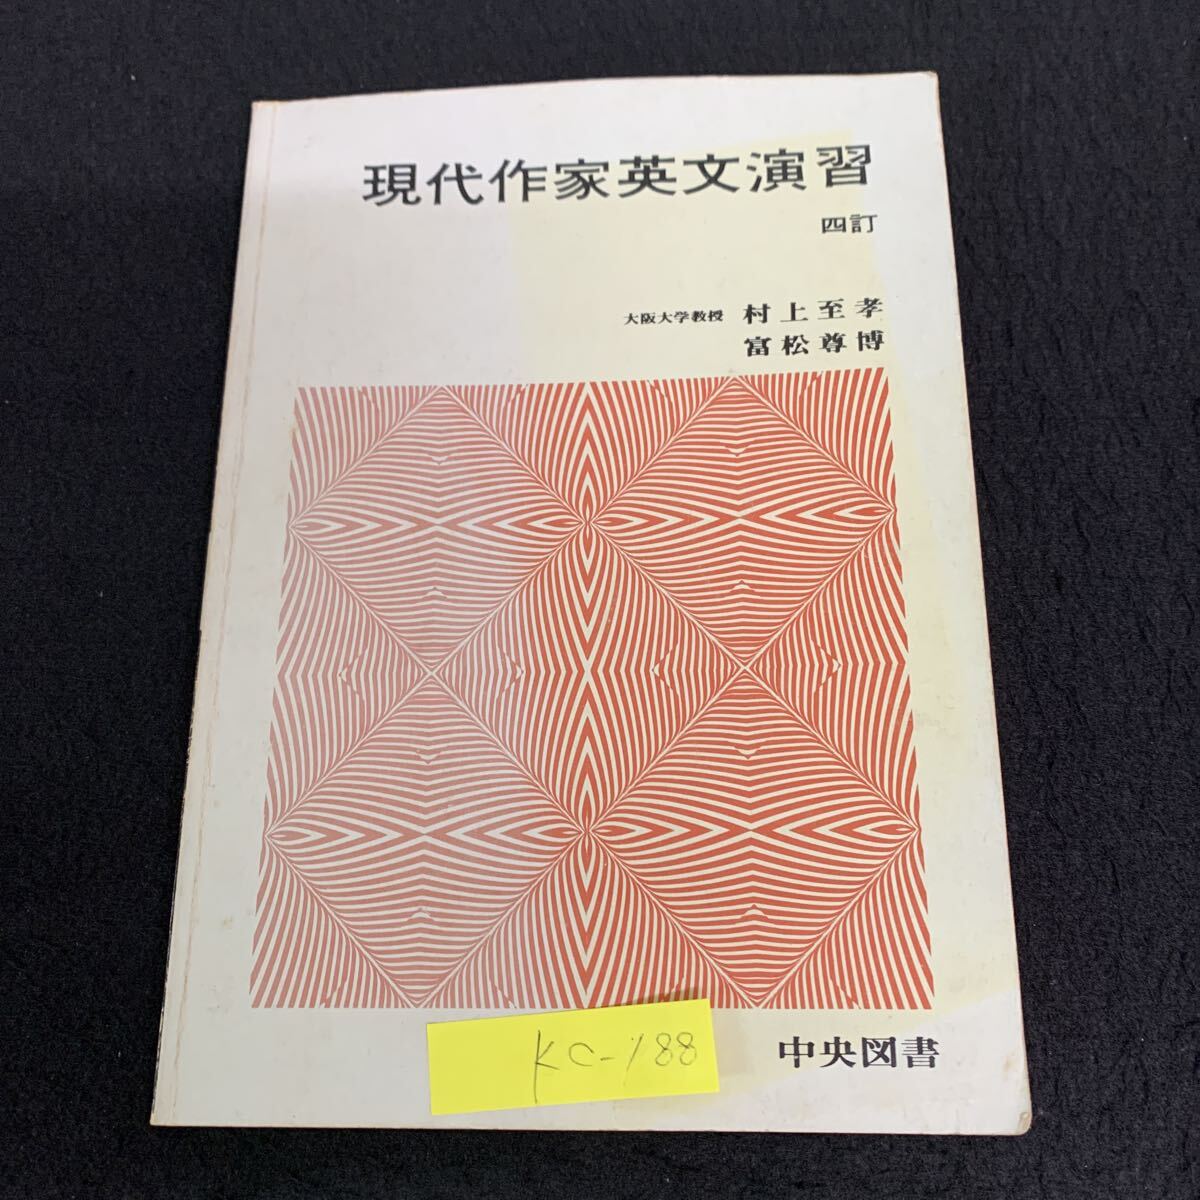 現代作家英文演習
四訂
大阪大学教授 村上至孝
富松尊博
KC-188
中央図書